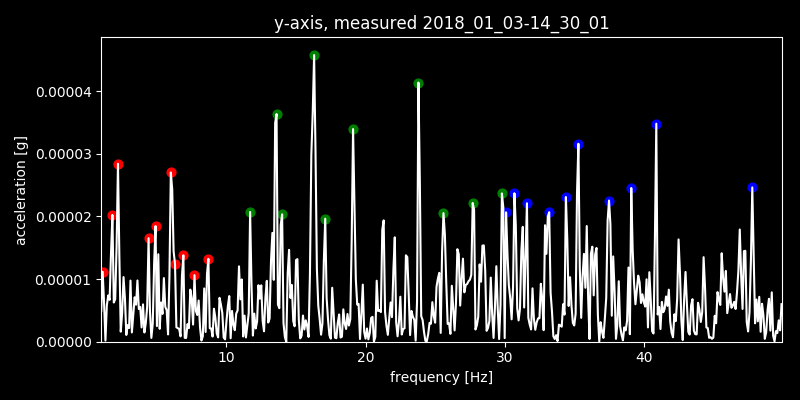 y-axis, measured 2018_01_03-14_30_01
acceleration [g]
0.00004
0.00003
0.00002
0.00001
0.00000
10 20 30 40
frequency [Hz]